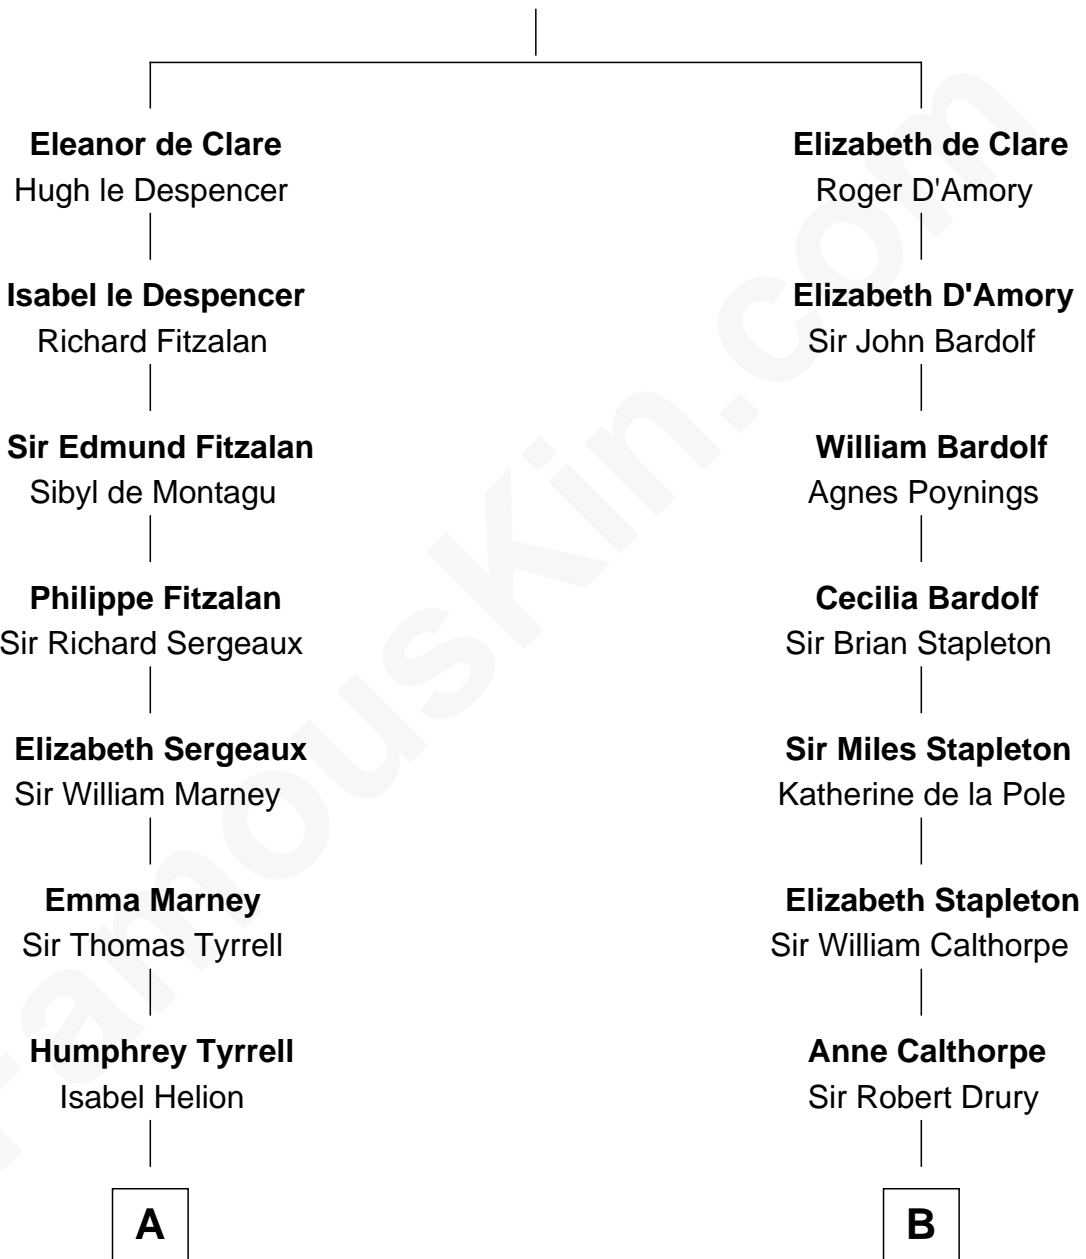 Eleanor de Clare
Hugh le Despencer
Isabel le Despencer
Richard Fitzalan
Sir Edmund Fitzalan
Sibyl de Montagu
Philippe Fitzalan
Sir Richard Sergeaux
Elizabeth Sergeaux
Sir William Marney
Emma Marney
Sir Thomas Tyrrell
Humphrey Tyrrell
Isabel Helion
A
Elizabeth de Clare
Roger D'Amory
Elizabeth D'Amory
Sir John Bardolf
William Bardolf
Agnes Poynings
Cecilia Bardolf
Sir Brian Stapleton
Sir Miles Stapleton
Katherine de la Pole
Elizabeth Stapleton
Sir William Calthorpe
Anne Calthorpe
Sir Robert Drury
B
FamousKin.com